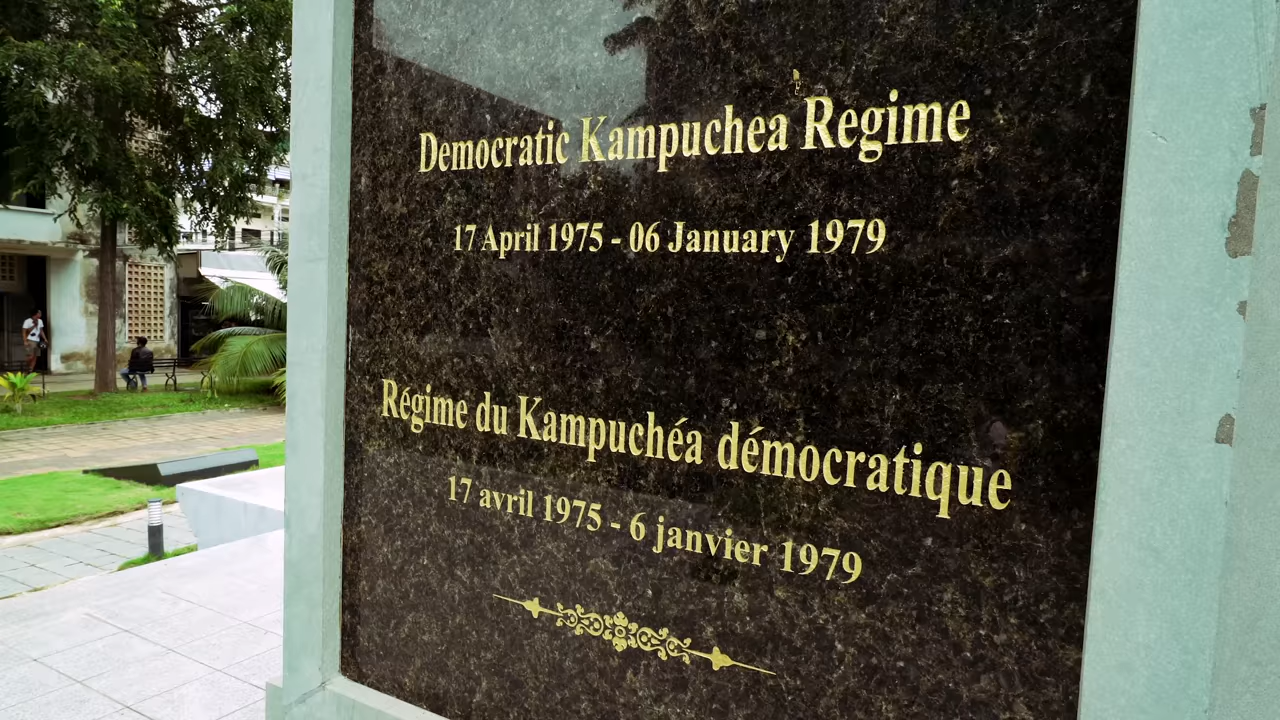 Democratic Kampuchea Regime
17 April 1975 - 06 January 1979
Régime du Kampuchéa démocratique
17 avril 1975 - 6 janvier 1979